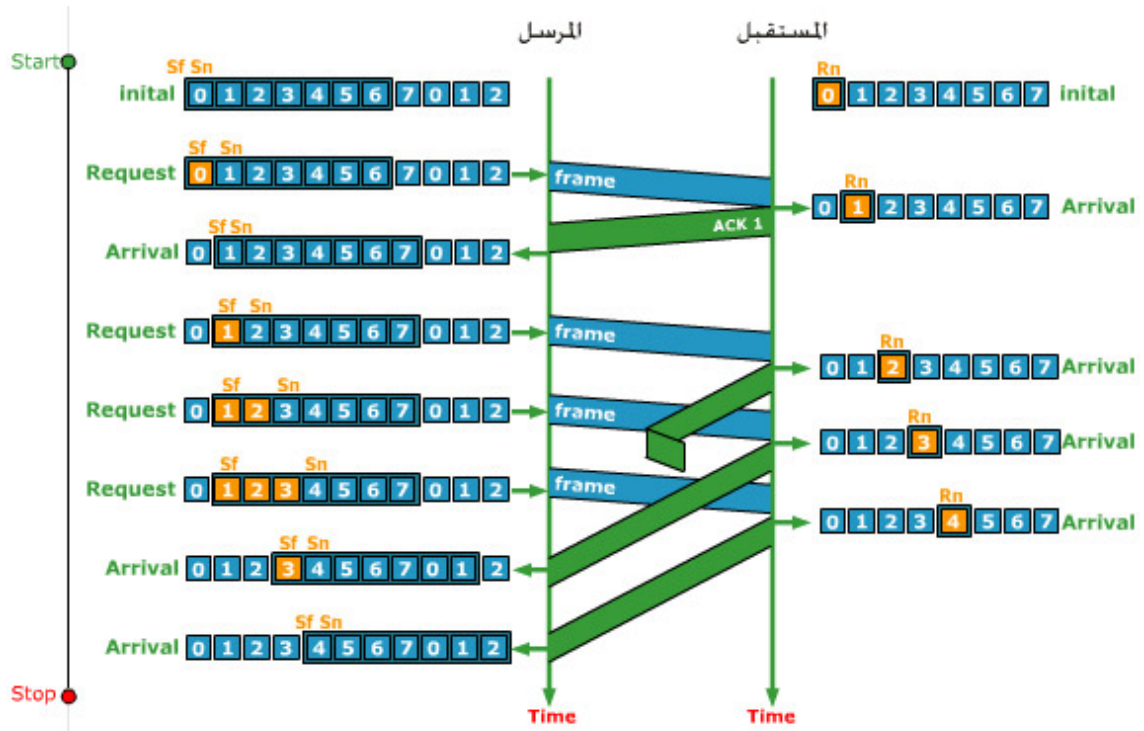 المرسل المستقبل
Start
Sf Sn Rn
inital 0 1 2 3 4 5 6 7 0 1 2 0 1 2 3 4 5 6 7 inital
Sf Sn
Request 0 1 2 3 4 5 6 7 0 1 2 frame
Rn
0 1 2 3 4 5 6 7 Arrival
ACK 1
Sf Sn
Arrival 0 1 2 3 4 5 6 7 0 1 2
Sf Sn
Request 0 1 2 3 4 5 6 7 0 1 2 frame
Rn
0 1 2 3 4 5 6 7 Arrival
Sf Sn
Request 0 1 2 3 4 5 6 7 0 1 2 frame
Rn
0 1 2 3 4 5 6 7 Arrival
Sf Sn
Request 0 1 2 3 4 5 6 7 0 1 2 frame
Rn
0 1 2 3 4 5 6 7 Arrival
Sf Sn
Arrival 0 1 2 3 4 5 6 7 0 1 2
Sf Sn
Arrival 0 1 2 3 4 5 6 7 0 1 2
Stop
Time Time